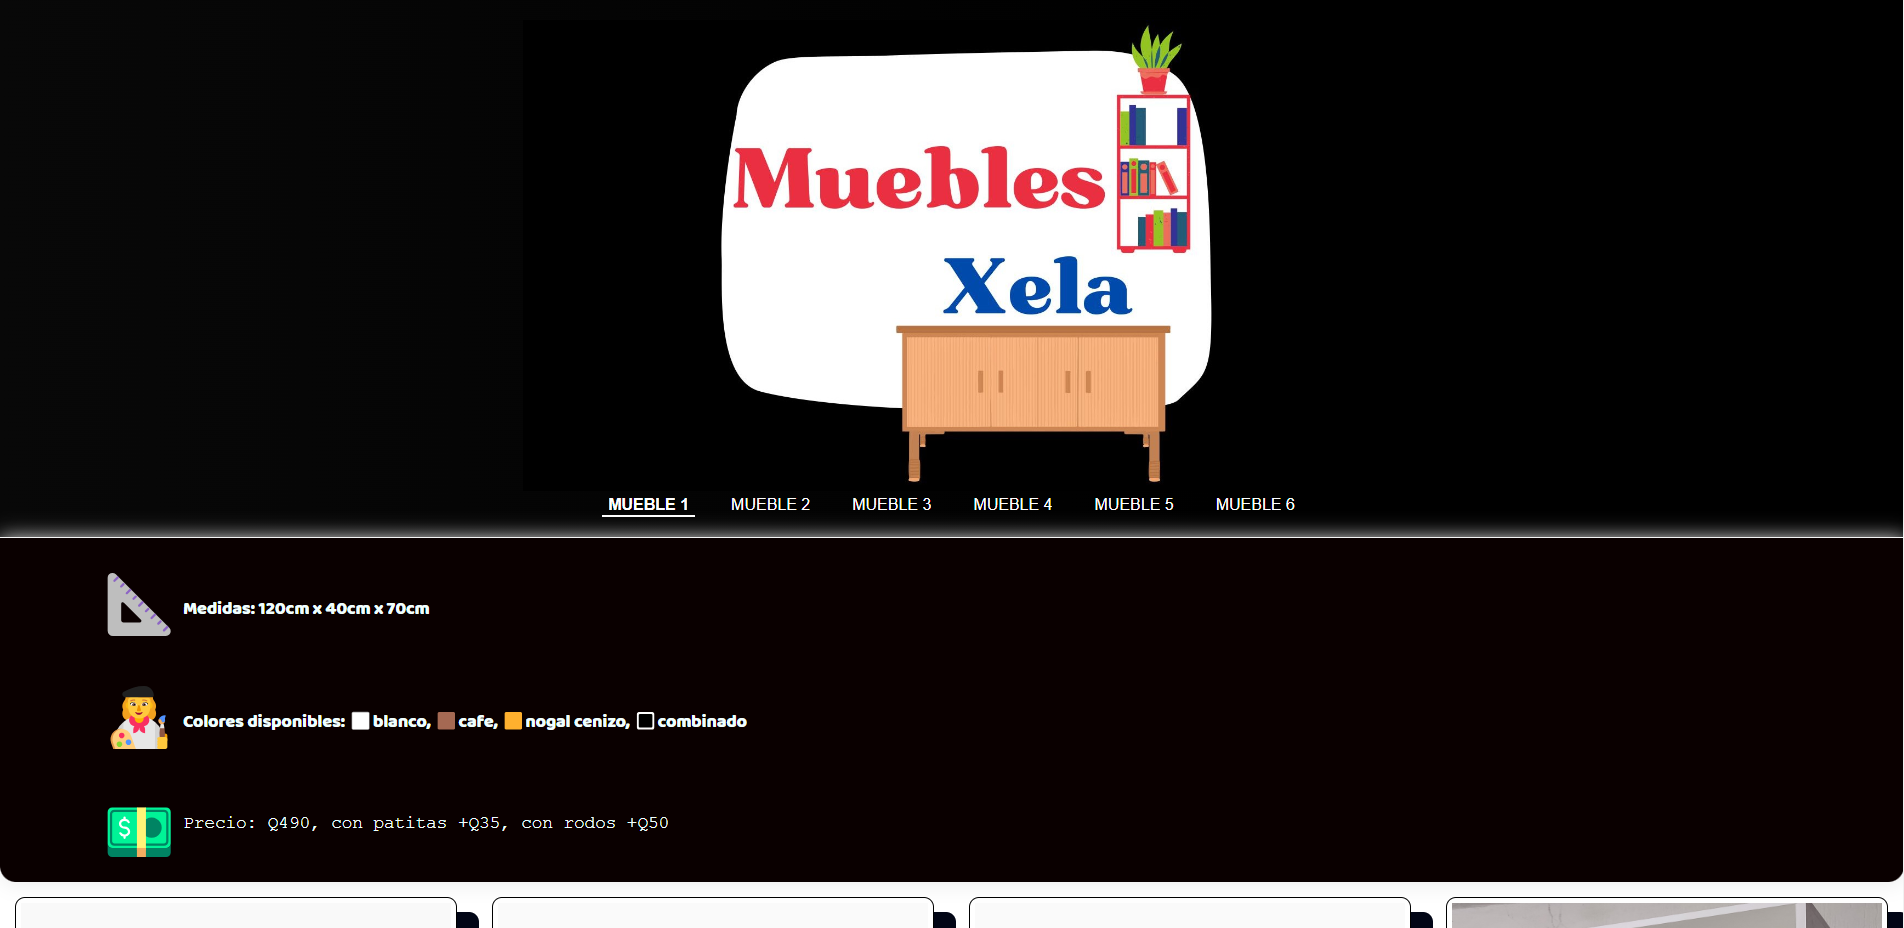 Muebles
Xela
MUEBLE 1 MUEBLE 2 MUEBLE 3 MUEBLE 4 MUEBLE 5 MUEBLE 6
Medidas: 120cm x 40cm x 70cm
Colores disponibles: ⬜blanco, 🟫cafe, 🟧nogal cenizo, 🔲combinado
Precio: Q490, con patitas +Q35, con rodos +Q50